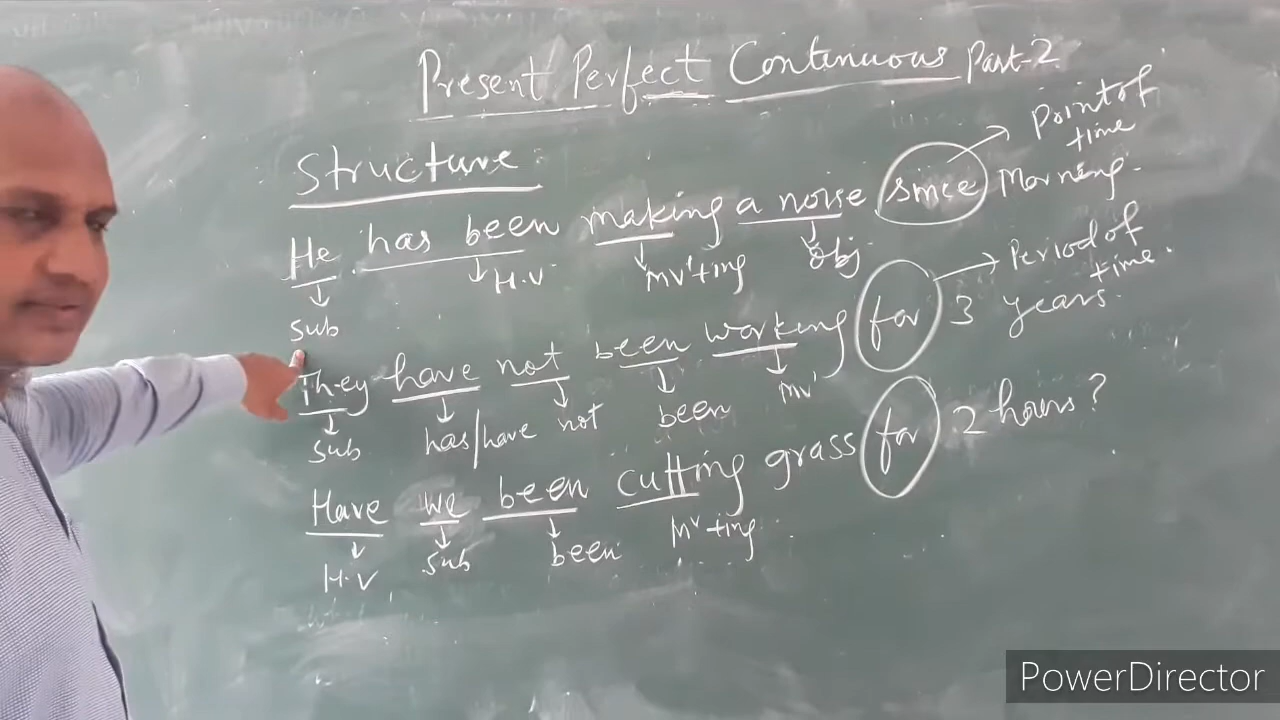 Present Perfect Continuous Part-2
Structure
Point of
time
He has been making a noise since Morning.
sub
H.V
mv'+ing
obj
Period of
time.
They have not been working for 3 years.
sub
has/have not
been
mv'
Have we been cutting grass for 2 hours?
H.V
sub
been
mv+ing
PowerDirector